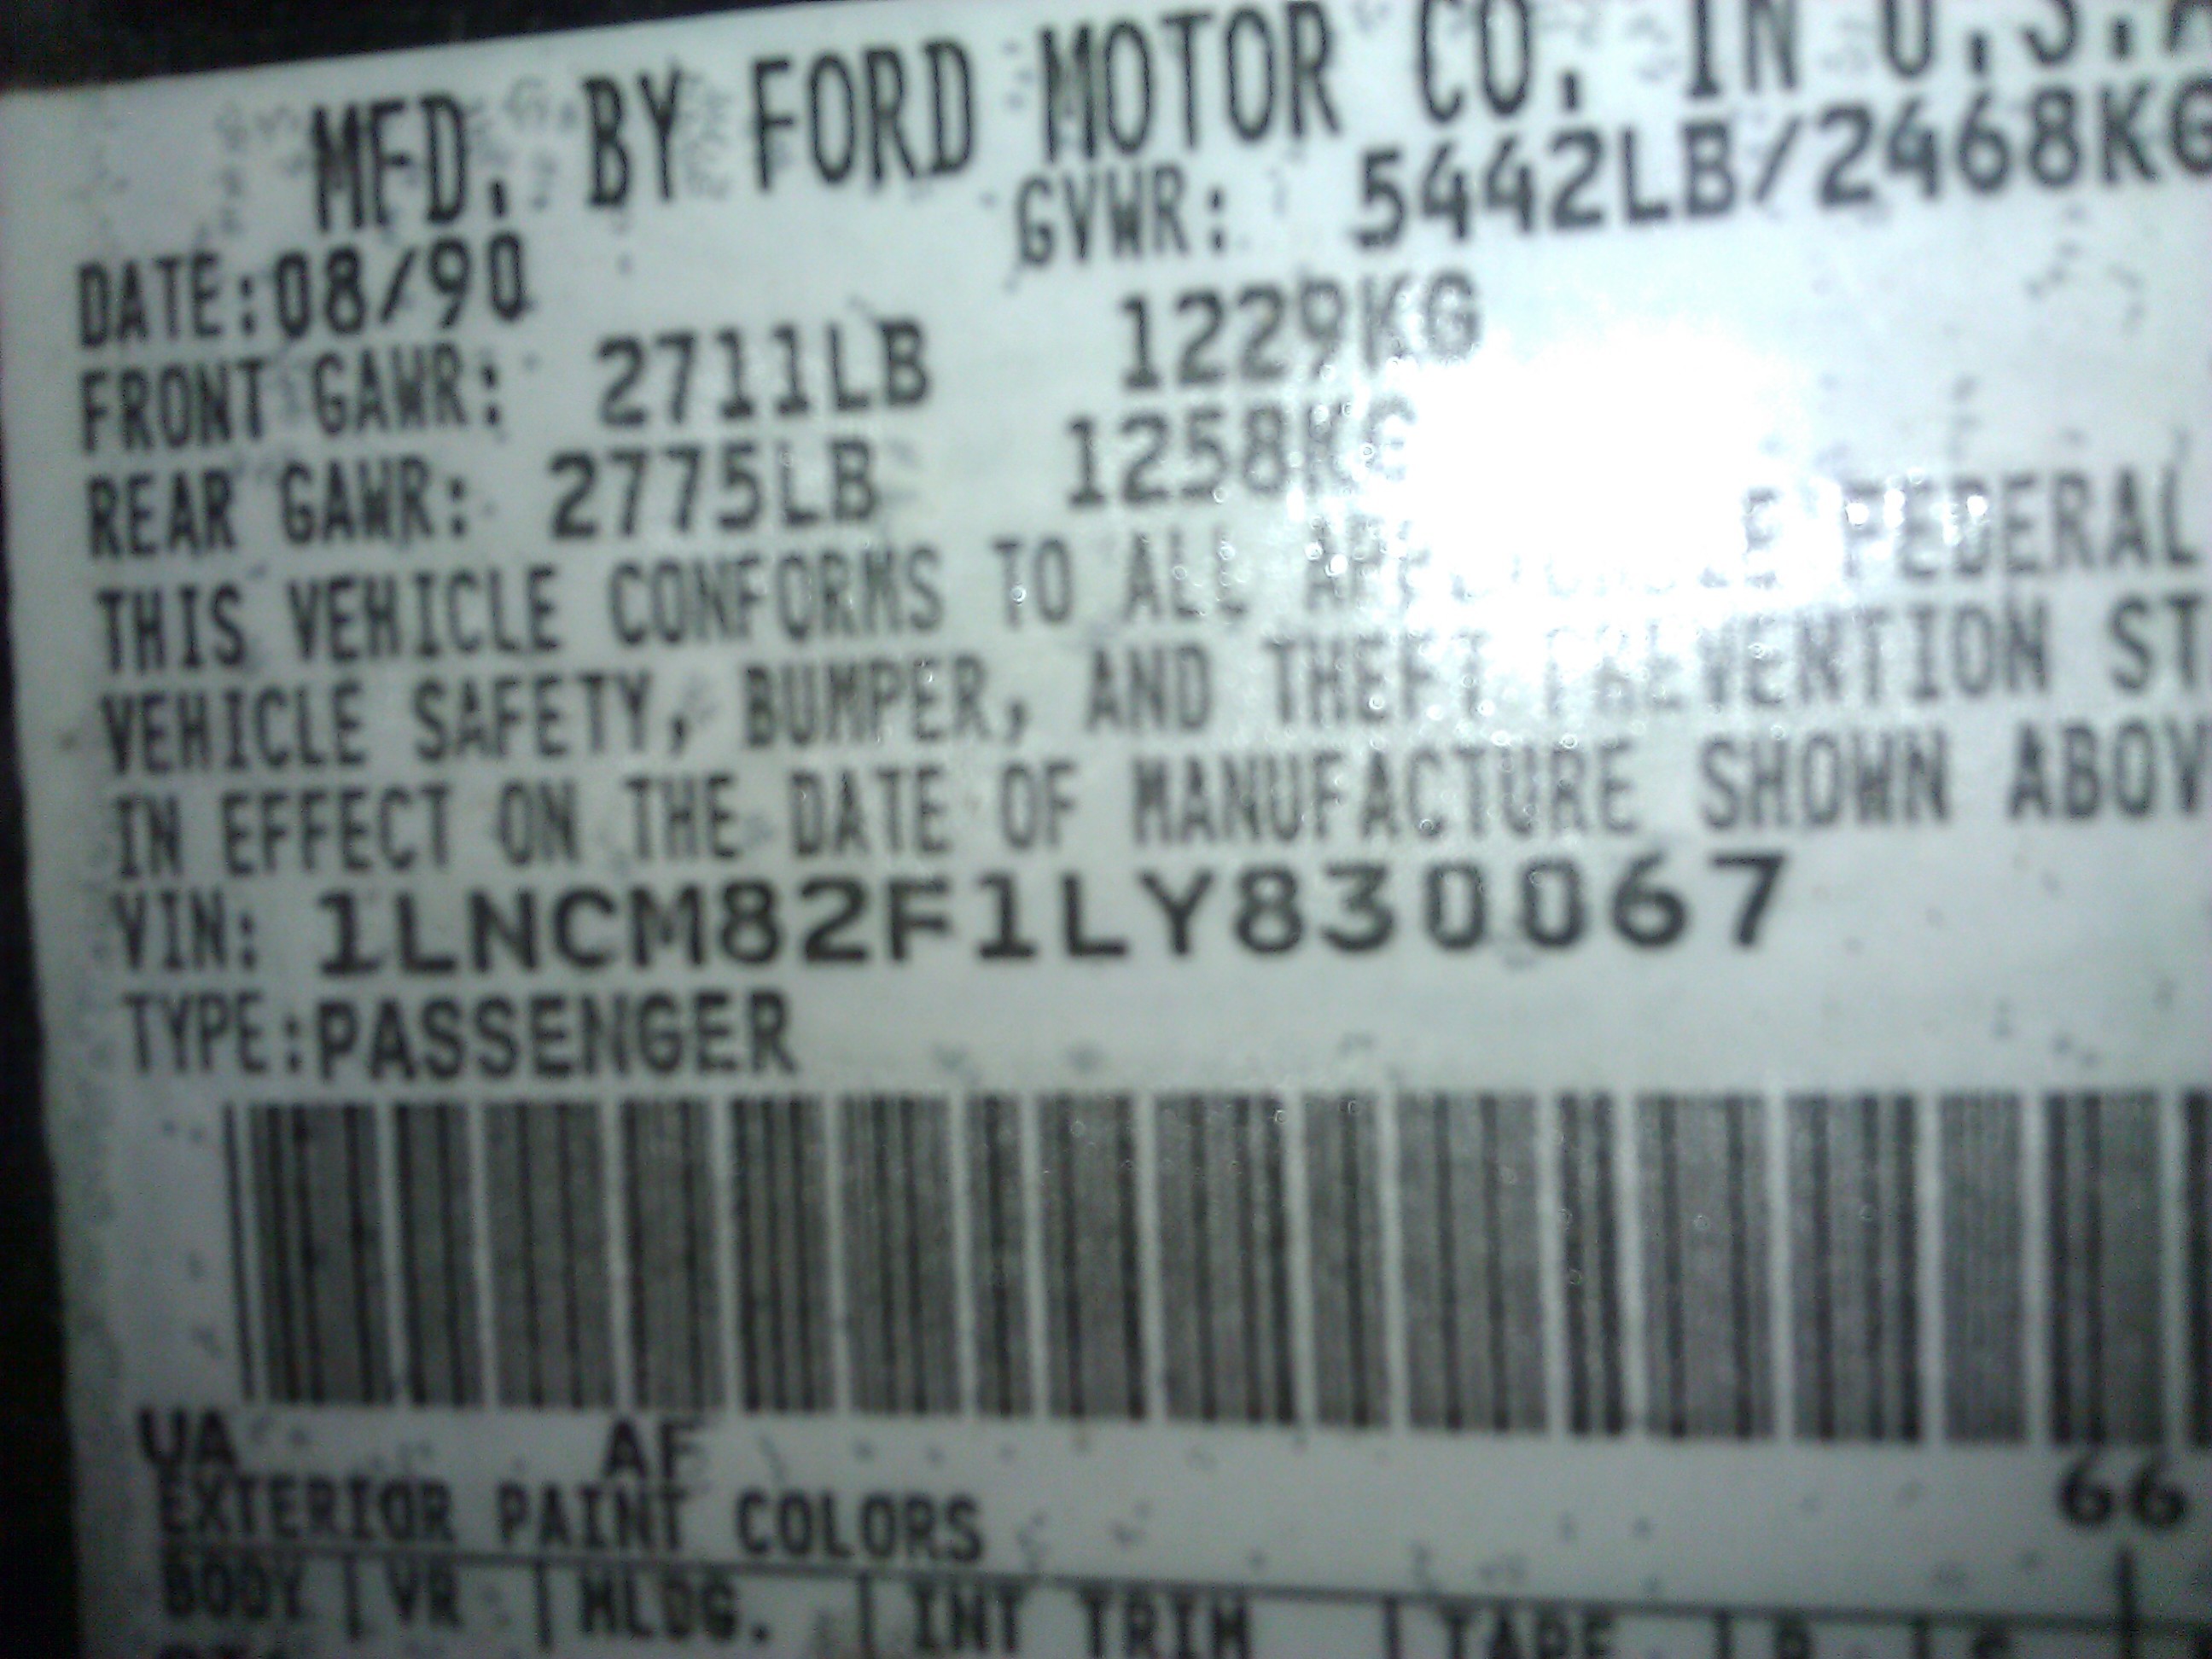 MFD. BY FORD MOTOR CO. IN U.S.A
DATE:08/90 GVWR: 5442LB/2468KG
FRONT GAWR: 2711LB 1229KG
REAR GAWR: 2775LB 1258KG
THIS VEHICLE CONFORMS TO ALL FEDERAL
VEHICLE SAFETY, BUMPER, AND THEFT PREVENTION ST
IN EFFECT ON THE DATE OF MANUFACTURE SHOWN ABOV
VIN: 1LNCM82F1LY830067
TYPE:PASSENGER
UA AF
66
EXTERIOR PAINT COLORS
BODY | VR | MLDG. | INT TRIM | TAPE